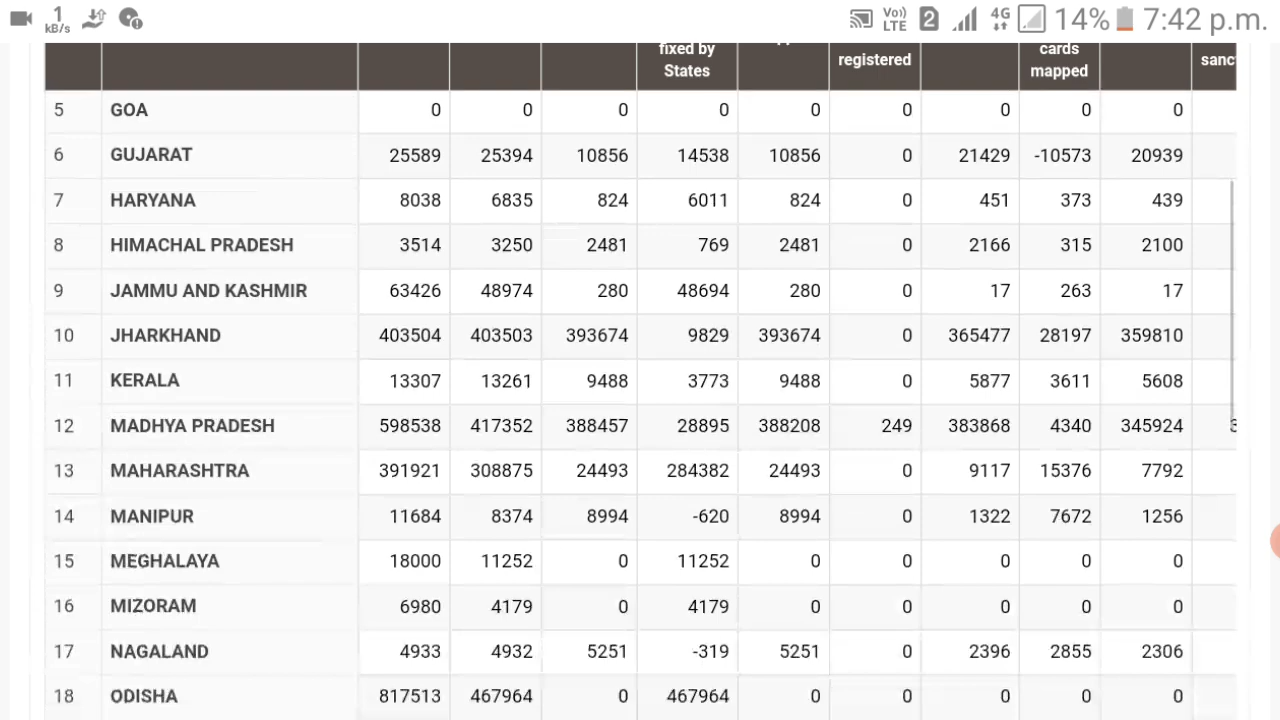 1 kB/s Vo) LTE 2 4G 14% 7:42 p.m.
fixed by States registered cards mapped
5 GOA 0 0 0 0 0 0 0 0 0
6 GUJARAT 25589 25394 10856 14538 10856 0 21429 -10573 20939
7 HARYANA 8038 6835 824 6011 824 0 451 373 439
8 HIMACHAL PRADESH 3514 3250 2481 769 2481 0 2166 315 2100
9 JAMMU AND KASHMIR 63426 48974 280 48694 280 0 17 263 17
10 JHARKHAND 403504 403503 393674 9829 393674 0 365477 28197 359810
11 KERALA 13307 13261 9488 3773 9488 0 5877 3611 5608
12 MADHYA PRADESH 598538 417352 388457 28895 388208 249 383868 4340 345924
13 MAHARASHTRA 391921 308875 24493 284382 24493 0 9117 15376 7792
14 MANIPUR 11684 8374 8994 -620 8994 0 1322 7672 1256
15 MEGHALAYA 18000 11252 0 11252 0 0 0 0 0
16 MIZORAM 6980 4179 0 4179 0 0 0 0 0
17 NAGALAND 4933 4932 5251 -319 5251 0 2396 2855 2306
18 ODISHA 817513 467964 0 467964 0 0 0 0 0